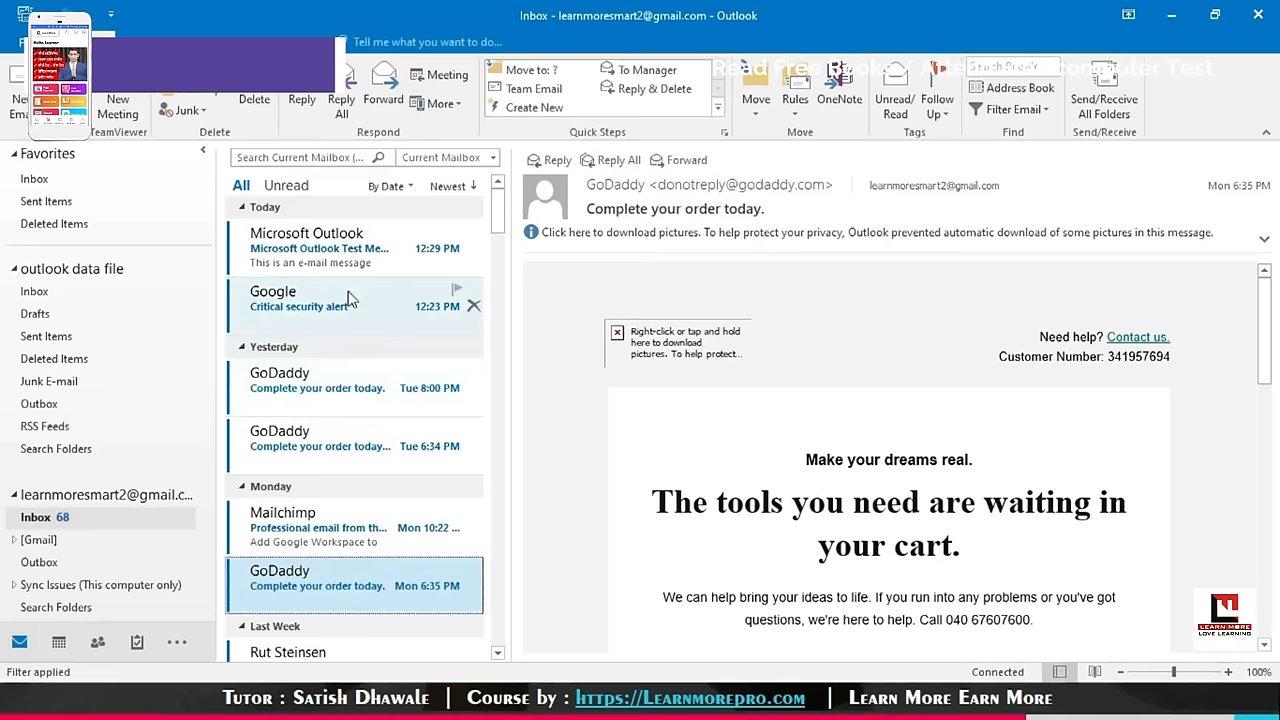 Inbox - learnmoresmart2@gmail.com - Outlook
Tell me what you want to do...
Read Free Books
Computer Test
New
Meeting
TeamViewer
Junk
Delete
Delete
Reply
Reply All
Forward
Meeting
More
Respond
Move to: ?
Team Email
Create New
To Manager
Reply & Delete
Quick Steps
Move
Rules
OneNote
Move
Unread/ Read
Follow Up
Tags
Address Book
Filter Email
Find
Send/Receive All Folders
Send/Receive
Favorites
Inbox
Sent Items
Deleted Items
outlook data file
Inbox
Drafts
Sent Items
Deleted Items
Junk E-mail
Outbox
RSS Feeds
Search Folders
learnmoresmart2@gmail.c...
Inbox 68
[Gmail]
Outbox
Sync Issues (This computer only)
Search Folders
Search Current Mailbox (...
Current Mailbox
All Unread
By Date Newest
Today
Microsoft Outlook
Microsoft Outlook Test Me... 12:29 PM
This is an e-mail message
Google
Critical security alert 12:23 PM
Yesterday
GoDaddy
Complete your order today. Tue 8:00 PM
GoDaddy
Complete your order today... Tue 6:34 PM
Monday
Mailchimp
Professional email from th... Mon 10:22 ...
Add Google Workspace to
GoDaddy
Complete your order today. Mon 6:35 PM
Last Week
Rut Steinsen
Reply Reply All Forward
GoDaddy <donotreply@godaddy.com> learnmoresmart2@gmail.com Mon 6:35 PM
Complete your order today.
Click here to download pictures. To help protect your privacy, Outlook prevented automatic download of some pictures in this message.
Right-click or tap and hold
here to download
pictures. To help protect...
Need help? Contact us.
Customer Number: 341957694
Make your dreams real.
The tools you need are waiting in
your cart.
We can help bring your ideas to life. If you run into any problems or you've got
questions, we're here to help. Call 040 67607600.
LEARN MORE
LOVE LEARNING
Filter applied
Connected
100%
Tutor : Satish Dhawale | Course by : https://Learnmorepro.com | Learn More Earn More